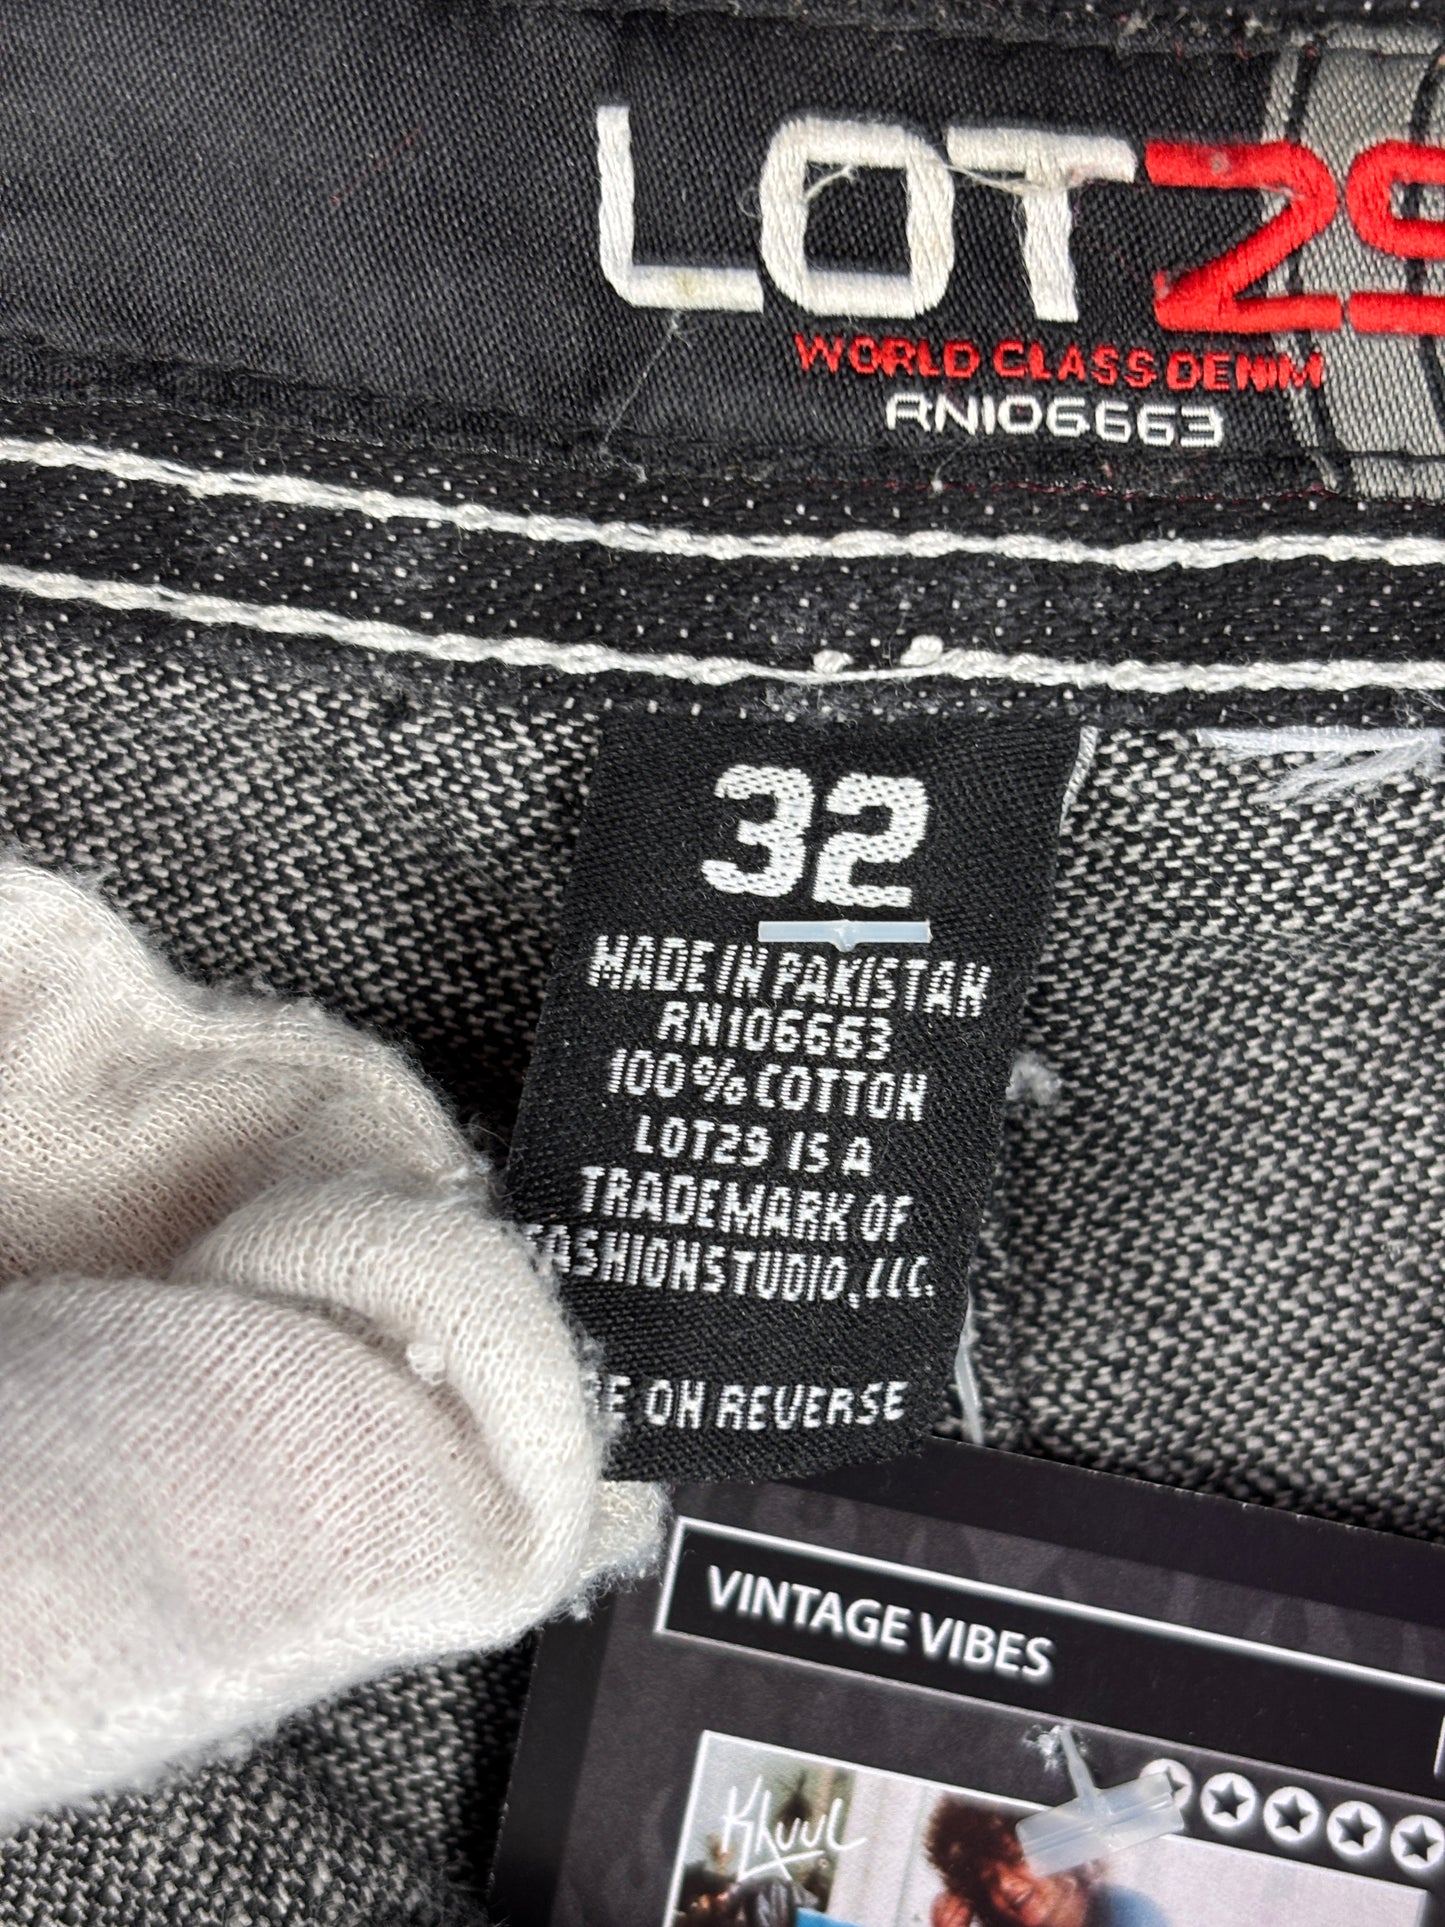 LOT29
WORLD CLASS DENIM
RN106663
32
MADE IN PAKISTAN
RN106663
100% COTTON
LOT29 IS A
TRADEMARK OF
FASHIONSTUDIO, LLC.
ON REVERSE
VINTAGE VIBES
Khuul